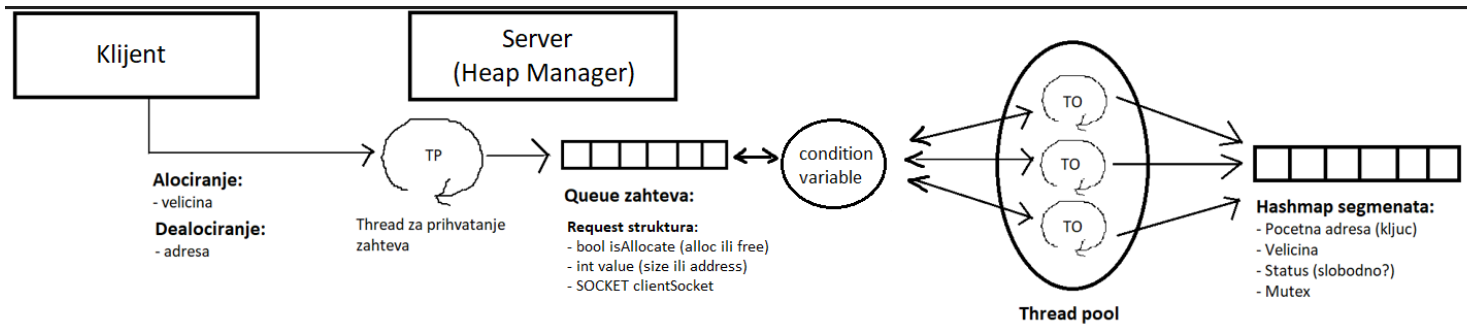 Klijent
Server
(Heap Manager)
Alociranje:
- velicina
Dealociranje:
- adresa
TP
Thread za prihvatanje
zahteva
Queue zahteva:
Request struktura:
- bool isAllocate (alloc ili free)
- int value (size ili address)
- SOCKET clientSocket
condition
variable
TO
TO
TO
Thread pool
Hashmap segmenata:
- Pocetna adresa (kljuc)
- Velicina
- Status (slobodno?)
- Mutex